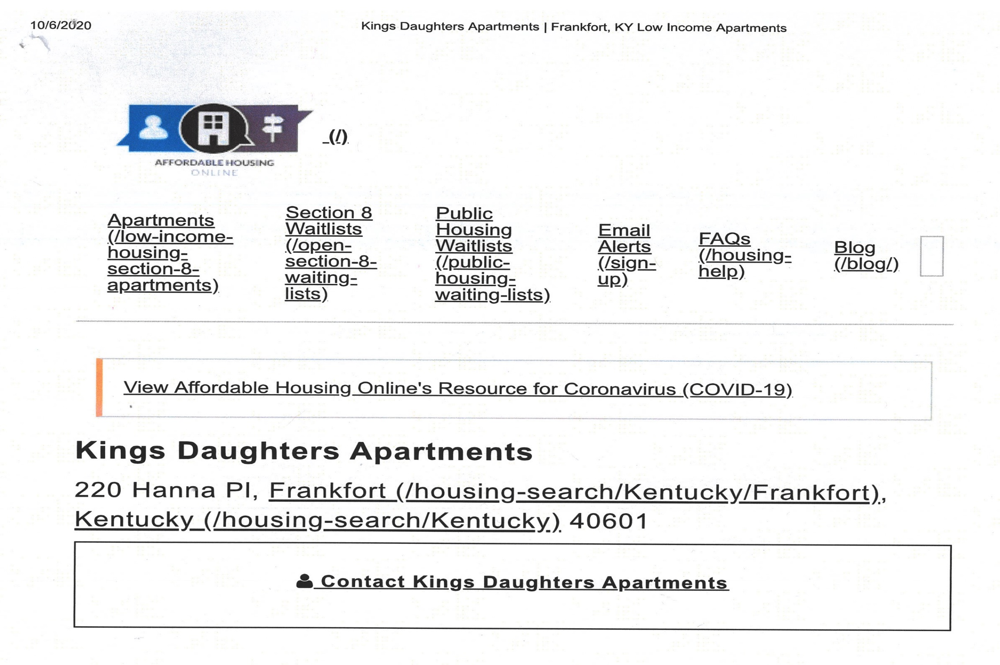 10/6/2020
Kings Daughters Apartments | Frankfort, KY Low Income Apartments
AFFORDABLE HOUSING
ONLINE
(/)
Apartments
(/low-income-
housing-
section-8-
apartments)
Section 8
Waitlists
(/open-
section-8-
waiting-
lists)
Public
Housing
Waitlists
(/public-
housing-
waiting-lists)
Email
Alerts
(/sign-
up)
FAQs
(/housing-
help)
Blog
(/blog/)
View Affordable Housing Online's Resource for Coronavirus (COVID-19)
Kings Daughters Apartments
220 Hanna Pl, Frankfort (/housing-search/Kentucky/Frankfort),
Kentucky (/housing-search/Kentucky) 40601
Contact Kings Daughters Apartments